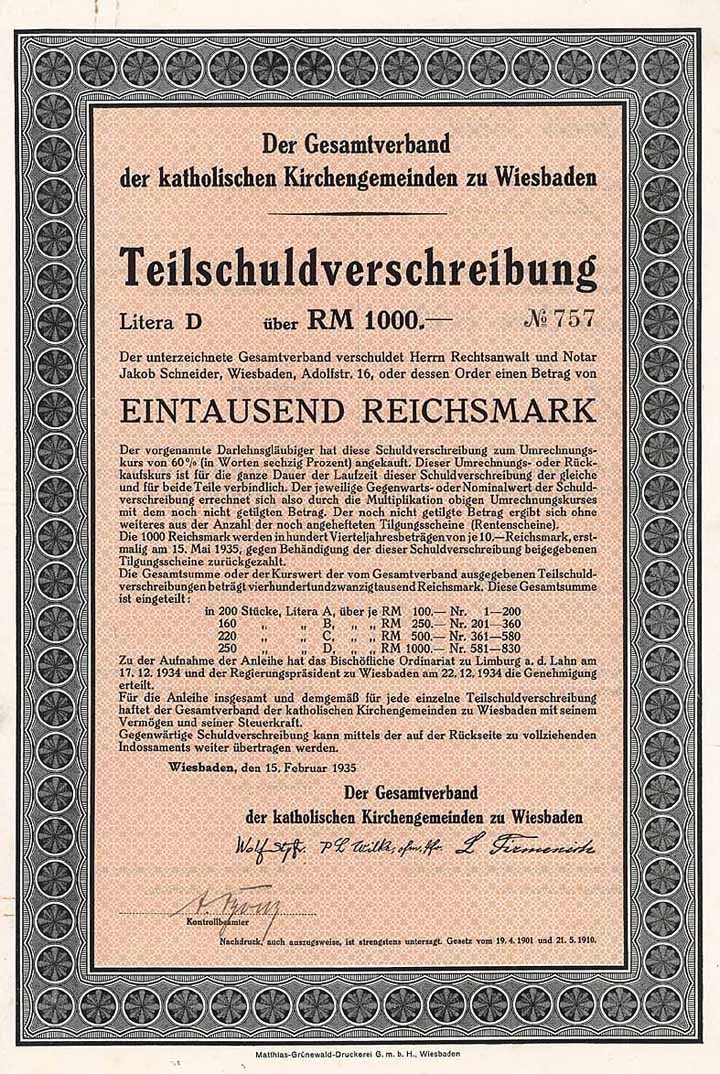 Der Gesamtverband
der katholischen Kirchengemeinden zu Wiesbaden
Teilschuldverschreibung
Litera D über RM 1000.— № 757
Der unterzeichnete Gesamtverband verschuldet Herrn Rechtsanwalt und Notar
Jakob Schneider, Wiesbaden, Adolfstr. 16, oder dessen Order einen Betrag von
EINTAUSEND REICHSMARK
Der vorgenannte Darlehnsgläubiger hat diese Schuldverschreibung zum Umrechnungs-
kurs von 60% (in Worten sechzig Prozent) angekauft. Dieser Umrechnungs- oder Rück-
kaufskurs ist für die ganze Dauer der Laufzeit dieser Schuldverschreibung der gleiche
und für beide Teile verbindlich. Der jeweilige Gegenwarts- oder Nominalwert der Schuld-
verschreibung errechnet sich also durch die Multiplikation obigen Umrechnungskurses
mit dem noch nicht getilgten Betrag. Der noch nicht getilgte Betrag ergibt sich ohne
weiteres aus der Anzahl der noch angehefteten Tilgungsscheine (Rentenscheine).
Die 1000 Reichsmark werden in hundert Vierteljahresbeträgen von je 10.— Reichsmark, erst-
malig am 15. Mai 1935, gegen Behändigung der dieser Schuldverschreibung beigegebenen
Tilgungsscheine zurückgezahlt.
Die Gesamtsumme oder der Kurswert der vom Gesamtverband ausgegebenen Teilschuld-
verschreibungen beträgt vierhundertundzwanzigtausend Reichsmark. Diese Gesamtsumme
ist eingeteilt:
in 200 Stücke, Litera A, über je RM 100.— Nr. 1—200
160 „ „ B, „ „ RM 250.— Nr. 201—360
220 „ „ C, „ „ RM 500.— Nr. 361—580
250 „ „ D, „ „ RM 1000.— Nr. 581—830
Zu der Aufnahme der Anleihe hat das Bischöfliche Ordinariat zu Limburg a. d. Lahn am
17. 12. 1934 und der Regierungspräsident zu Wiesbaden am 22. 12. 1934 die Genehmigung
erteilt.
Für die Anleihe insgesamt und demgemäß für jede einzelne Teilschuldverschreibung
haftet der Gesamtverband der katholischen Kirchengemeinden zu Wiesbaden mit seinem
Vermögen und seiner Steuerkraft.
Gegenwärtige Schuldverschreibung kann mittels der auf der Rückseite zu vollziehenden
Indossaments weiter übertragen werden.
Wiesbaden, den 15. Februar 1935
Der Gesamtverband
der katholischen Kirchengemeinden zu Wiesbaden
Wolf
Kontrollbeamter
Nachdruck, auch auszugsweise, ist strengstens untersagt. Gesetz vom 19. 4. 1901 und 21. 5. 1910.
Matthias-Grünewald-Druckerei G. m. b. H., Wiesbaden